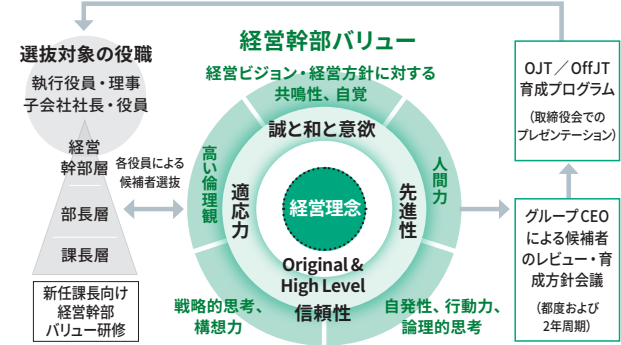 選抜対象の役職
執行役員・理事
子会社社長・役員
経営
幹部層
部長層
課長層
新任課長向け
経営幹部
バリュー研修
各役員による
候補者選抜
経営幹部バリュー
経営ビジョン・経営方針に対する
共鳴性、自覚
高い倫理観
人間力
戦略的思考、
構想力
自発性、行動力、
論理的思考
誠と和と意欲
適応力
先進性
経営理念
Original &
High Level
信頼性
OJT／OffJT
育成プログラム
（取締役会での
プレゼンテーション）
グループCEO
による候補者
のレビュー・育
成方針会議
（都度および
2年周期）